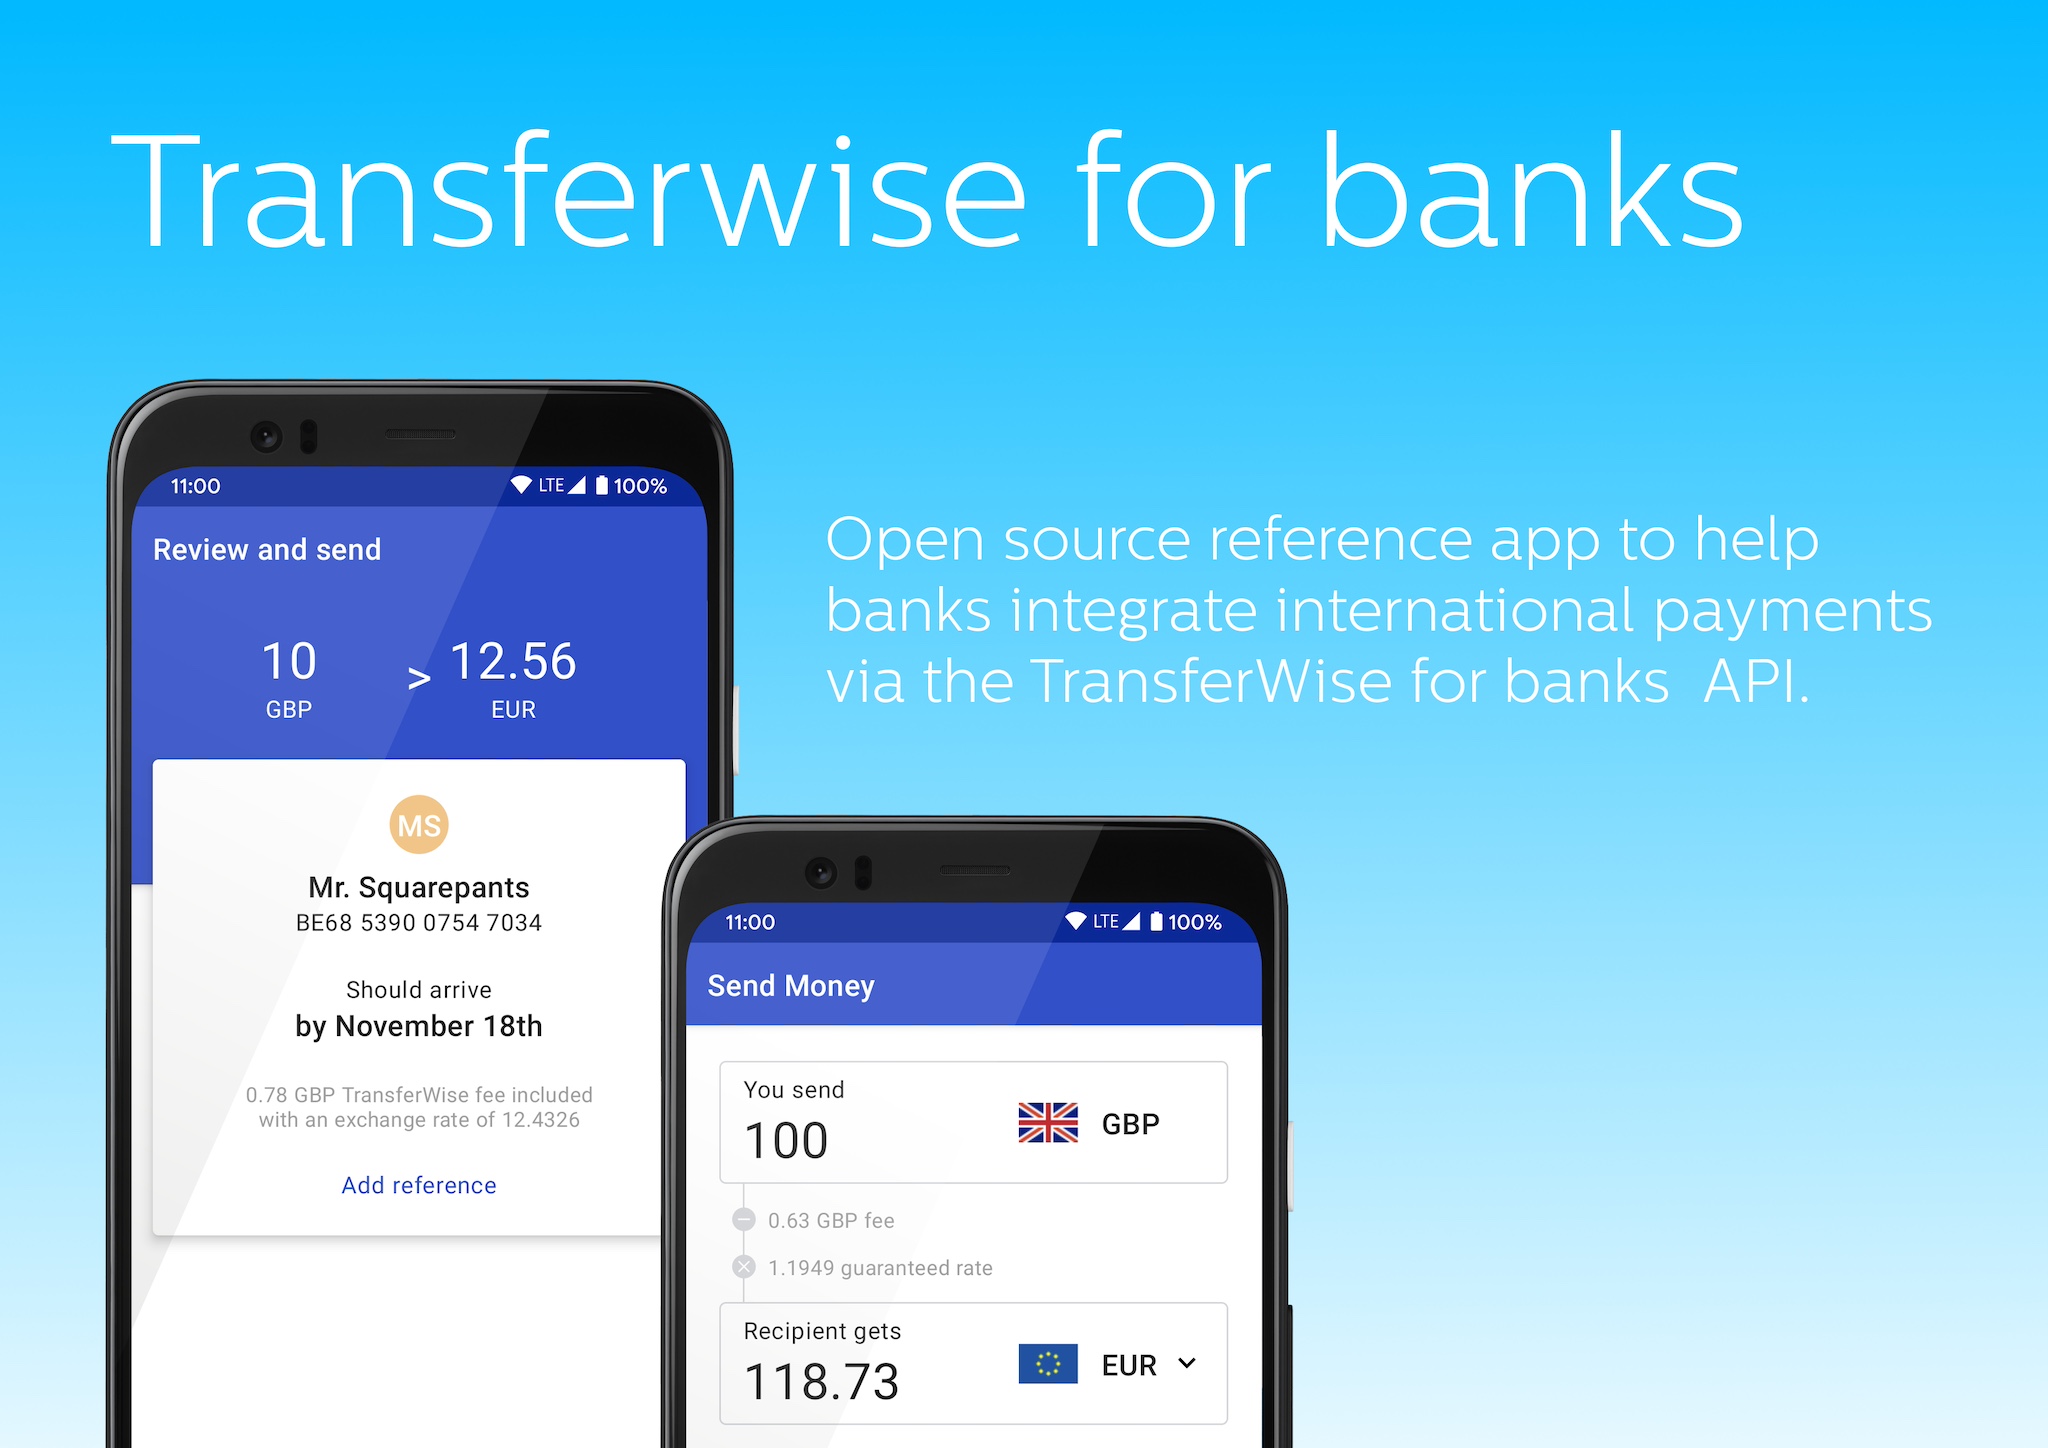 Transferwise for banks
Open source reference app to help
banks integrate international payments
via the TransferWise for banks API.
11:00 LTE 100%
Review and send
10 > 12.56
GBP EUR
MS
Mr. Squarepants
BE68 5390 0754 7034
Should arrive
by November 18th
0.78 GBP TransferWise fee included
with an exchange rate of 12.4326
Add reference
11:00 LTE 100%
Send Money
You send
100 GBP
0.63 GBP fee
1.1949 guaranteed rate
Recipient gets
118.73 EUR